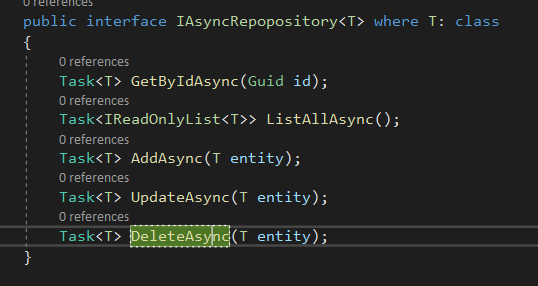 0 references
public interface IAsyncRepopository<T> where T: class
{
0 references
Task<T> GetByIdAsync(Guid id);
0 references
Task<IReadOnlyList<T>> ListAllAsync();
0 references
Task<T> AddAsync(T entity);
0 references
Task<T> UpdateAsync(T entity);
0 references
Task<T> DeleteAsync(T entity);
}